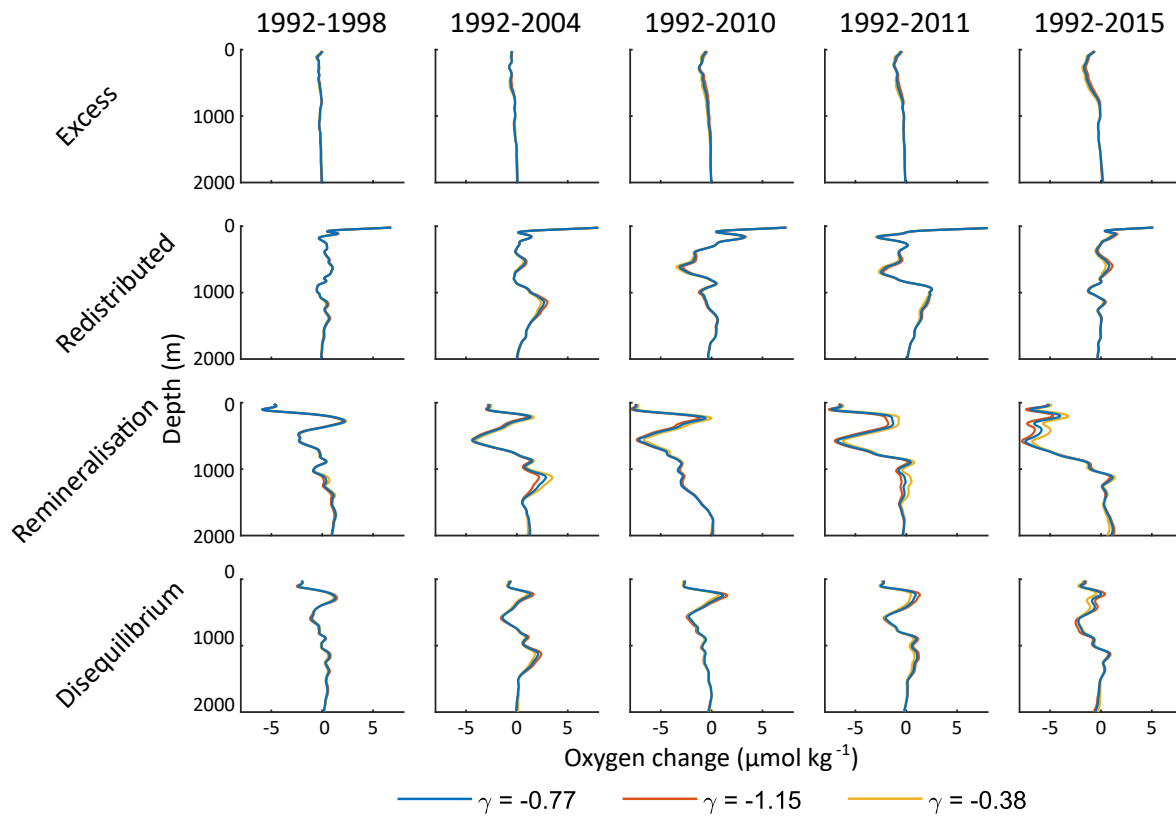 1992-1998 1992-2004 1992-2010 1992-2011 1992-2015
Excess
0
1000
2000
Redistributed
0
1000
2000
Depth (m)
Remineralisation
0
1000
2000
Disequilibrium
0
1000
2000
-5 0 5 -5 0 5 -5 0 5 -5 0 5 -5 0 5
Oxygen change (μmol kg⁻¹)
γ = -0.77 γ = -1.15 γ = -0.38